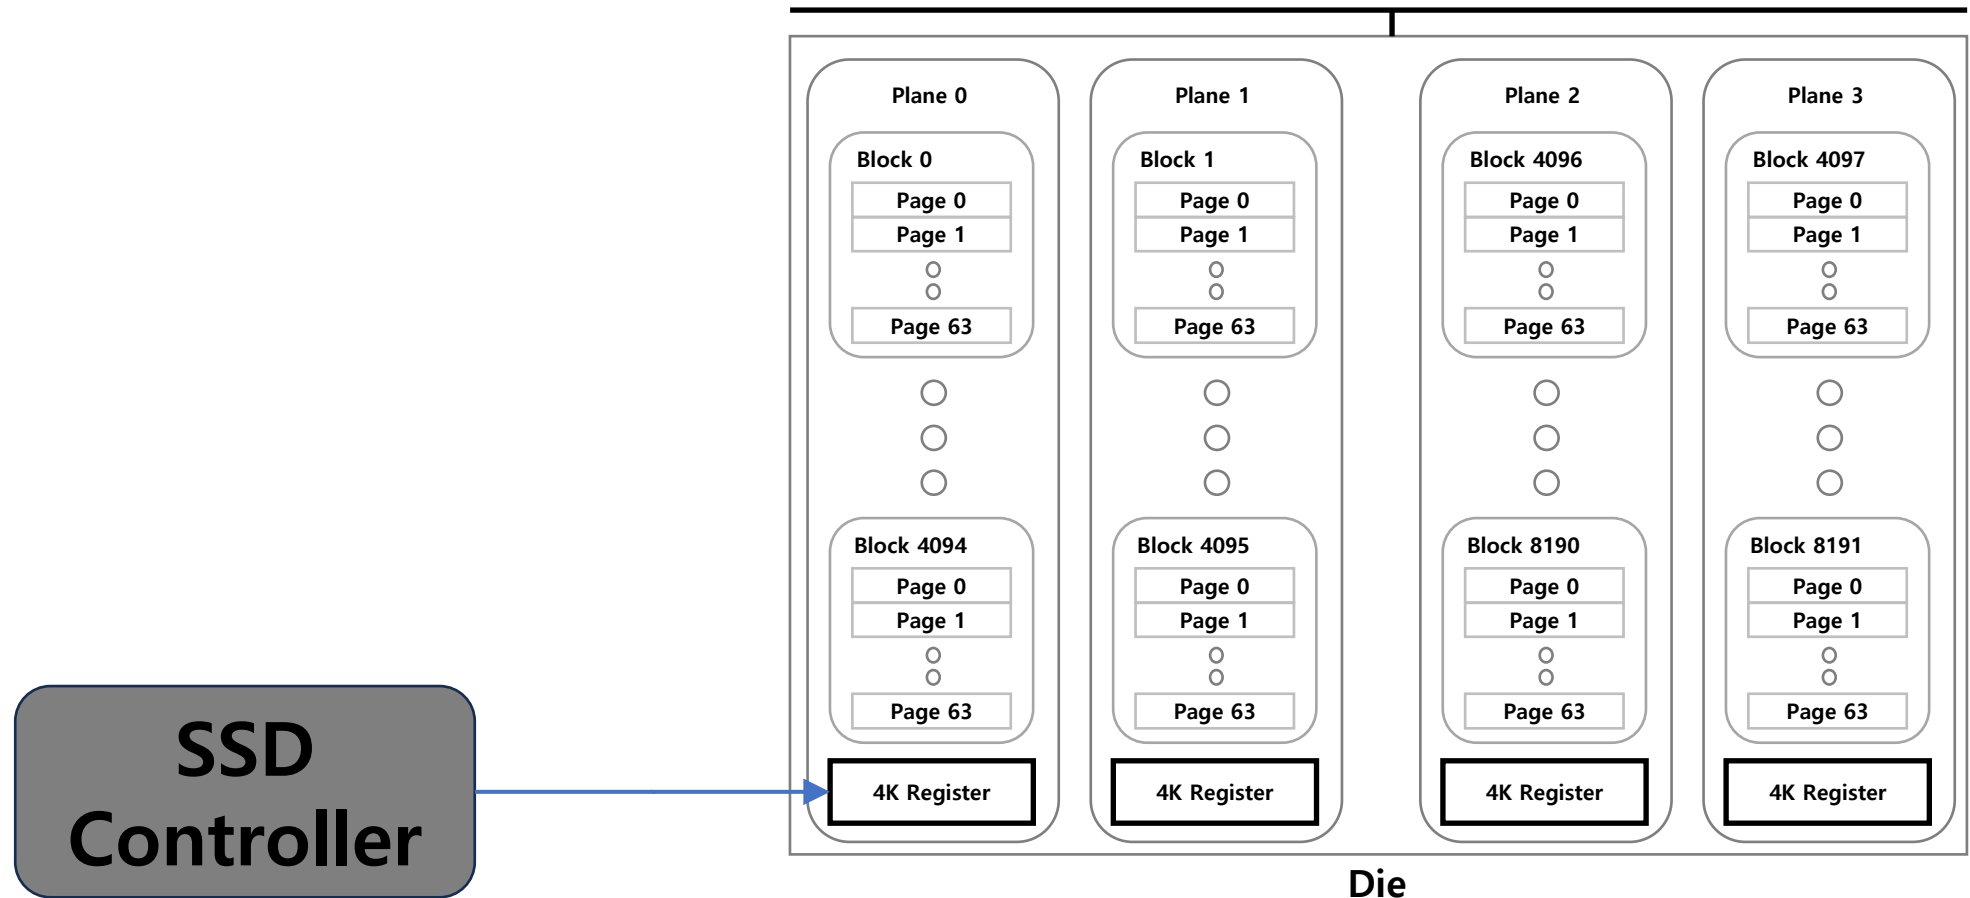 Plane 0
Block 0
Page 0
Page 1
Page 63
Block 4094
Page 0
Page 1
Page 63
4K Register
Plane 1
Block 1
Page 0
Page 1
Page 63
Block 4095
Page 0
Page 1
Page 63
4K Register
Plane 2
Block 4096
Page 0
Page 1
Page 63
Block 8190
Page 0
Page 1
Page 63
4K Register
Plane 3
Block 4097
Page 0
Page 1
Page 63
Block 8191
Page 0
Page 1
Page 63
4K Register
SSD
Controller
Die